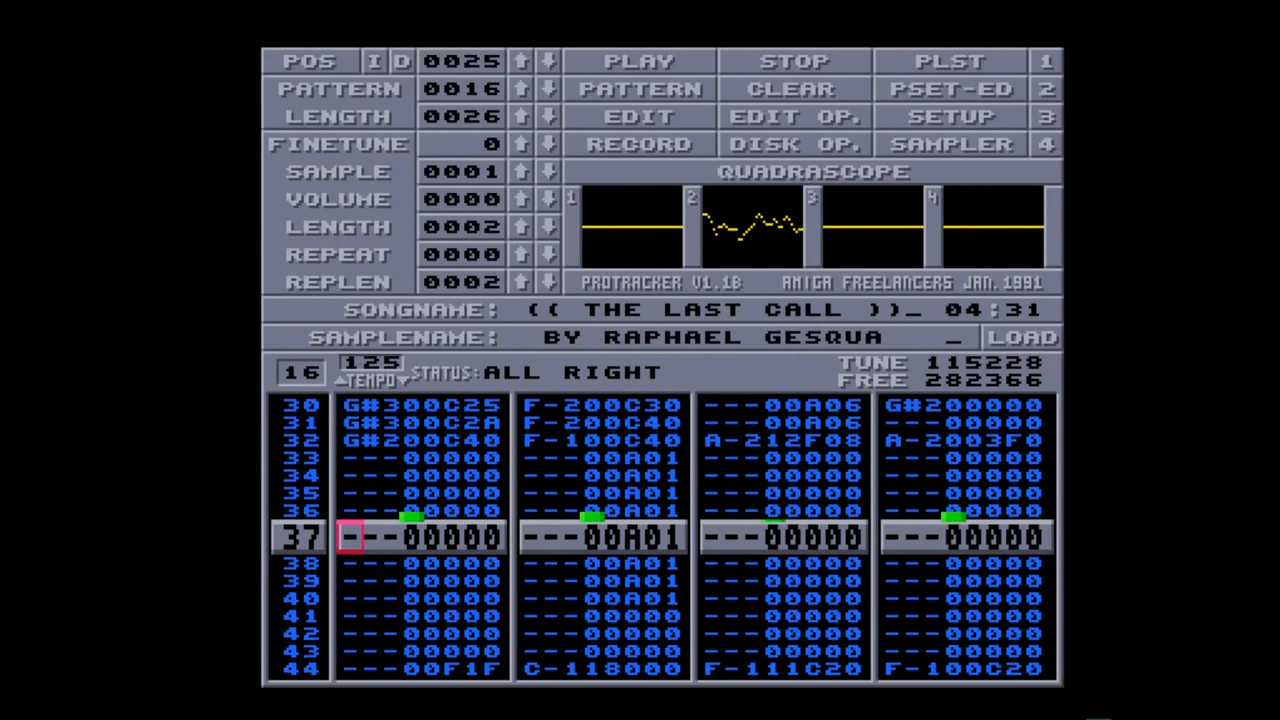 POS I D 0025 PLAY STOP PLST 1
PATTERN 0016 PATTERN CLEAR PSET-ED 2
LENGTH 0026 EDIT EDIT OP. SETUP 3
FINETUNE 0 RECORD DISK OP. SAMPLER 4
SAMPLE 0001 QUADRASCOPE
VOLUME 0000 1 2 3 4
LENGTH 0002
REPEAT 0000
REPLEN 0002 PROTRACKER V1.1B AMIGA FREELANCERS JAN.1991
SONGNAME: (( THE LAST CALL ))_ 04:31
SAMPLENAME: BY RAPHAEL GESQUA _ LOAD
16 125 TEMPO STATUS:ALL RIGHT TUNE 115228
FREE 282366
30 G#300C25 F-200C30 ---00A06 G#200000
31 G#300C2A F-200C40 ---00A06 ---00000
32 G#200C40 F-100C40 A-212F08 A-2003F0
33 ---00000 ---00A01 ---00000 ---00000
34 ---00000 ---00A01 ---00000 ---00000
35 ---00000 ---00A01 ---00000 ---00000
36 ---00000 ---00A01 ---00000 ---00000
37 ---00000 ---00A01 ---00000 ---00000
38 ---00000 ---00A01 ---00000 ---00000
39 ---00000 ---00A01 ---00000 ---00000
40 ---00000 ---00A01 ---00000 ---00000
41 ---00000 ---00000 ---00000 ---00000
42 ---00000 ---00000 ---00000 ---00000
43 ---00000 ---00000 ---00000 ---00000
44 ---00F1F C-118000 F-111C20 F-100C20